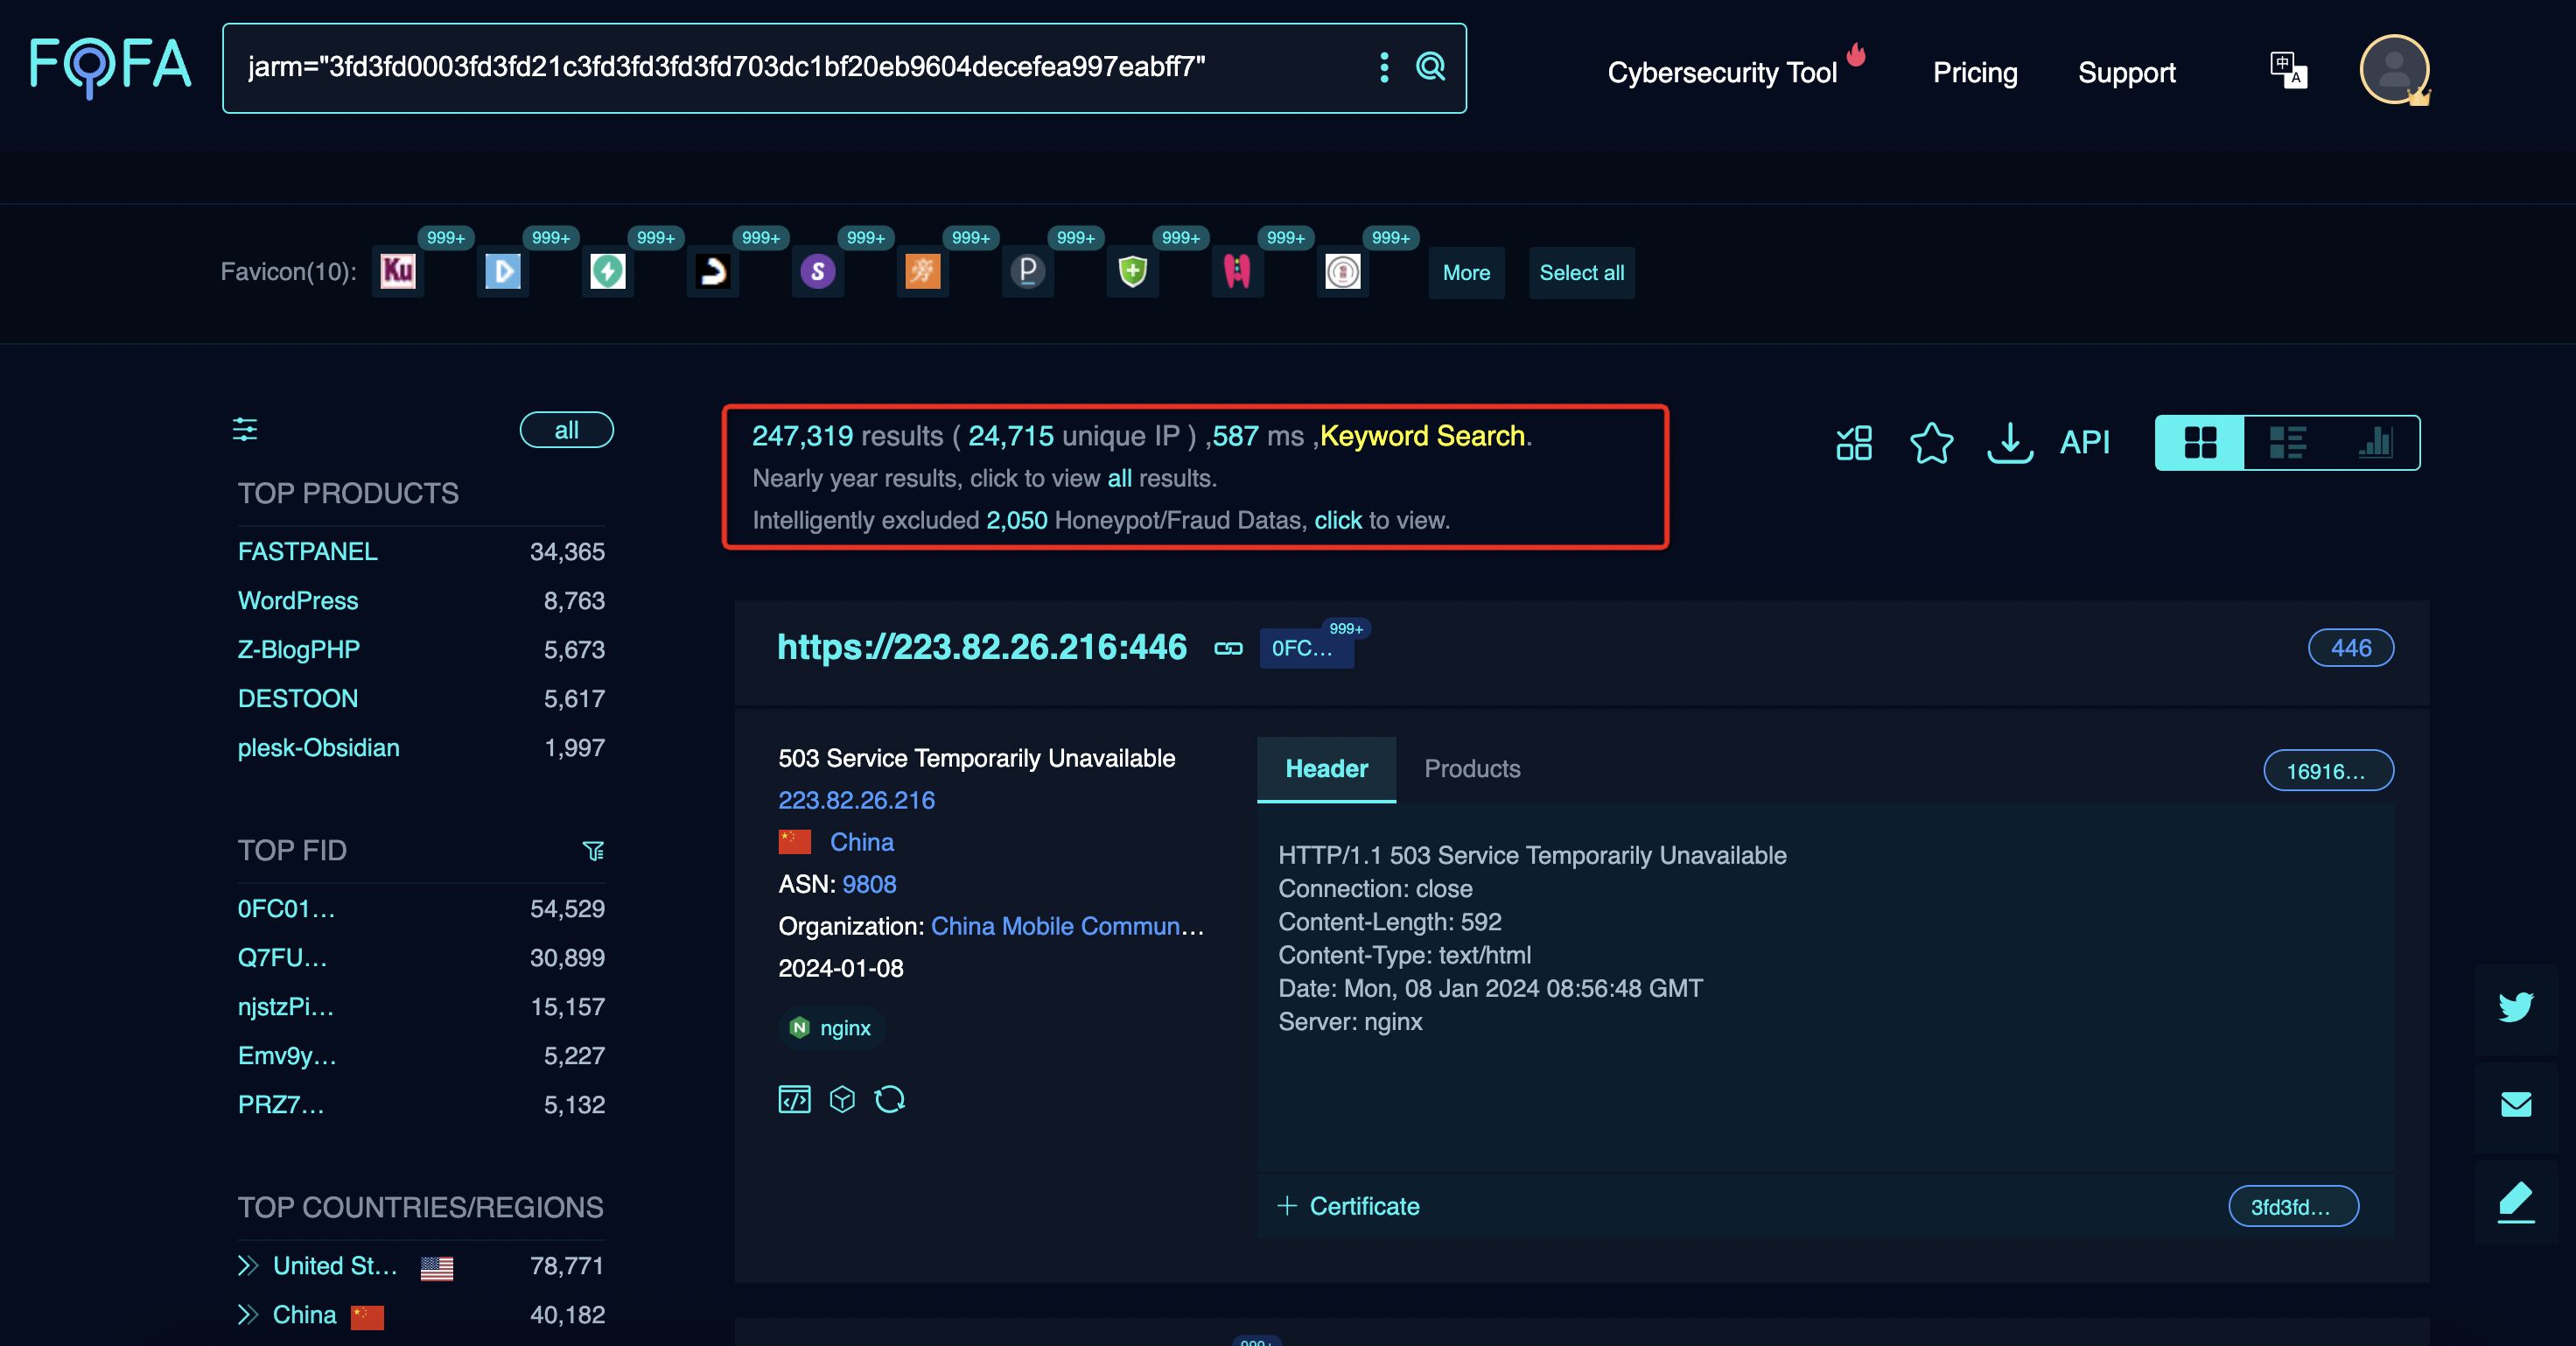 FOFA
jarm="3fd3fd0003fd3fd21c3fd3fd3fd3fd703dc1bf20eb9604decefea997eabff7"
Cybersecurity Tool
Pricing
Support
中 A
Favicon(10):
999+ 999+ 999+ 999+ 999+ 999+ 999+ 999+ 999+ 999+
Ku D S P H
More
Select all
all
247,319 results ( 24,715 unique IP ) ,587 ms ,Keyword Search.
Nearly year results, click to view all results.
Intelligently excluded 2,050 Honeypot/Fraud Datas, click to view.
API
TOP PRODUCTS
FASTPANEL 34,365
WordPress 8,763
Z-BlogPHP 5,673
DESTOON 5,617
plesk-Obsidian 1,997
TOP FID
0FC01... 54,529
Q7FU... 30,899
njstzPi... 15,157
Emv9y... 5,227
PRZ7... 5,132
TOP COUNTRIES/REGIONS
United St... 78,771
China 40,182
https://223.82.26.216:446
0FC...
999+
446
503 Service Temporarily Unavailable
223.82.26.216
China
ASN: 9808
Organization: China Mobile Commun...
2024-01-08
N nginx
Header
Products
16916...
HTTP/1.1 503 Service Temporarily Unavailable
Connection: close
Content-Length: 592
Content-Type: text/html
Date: Mon, 08 Jan 2024 08:56:48 GMT
Server: nginx
+ Certificate
3fd3fd...
999+